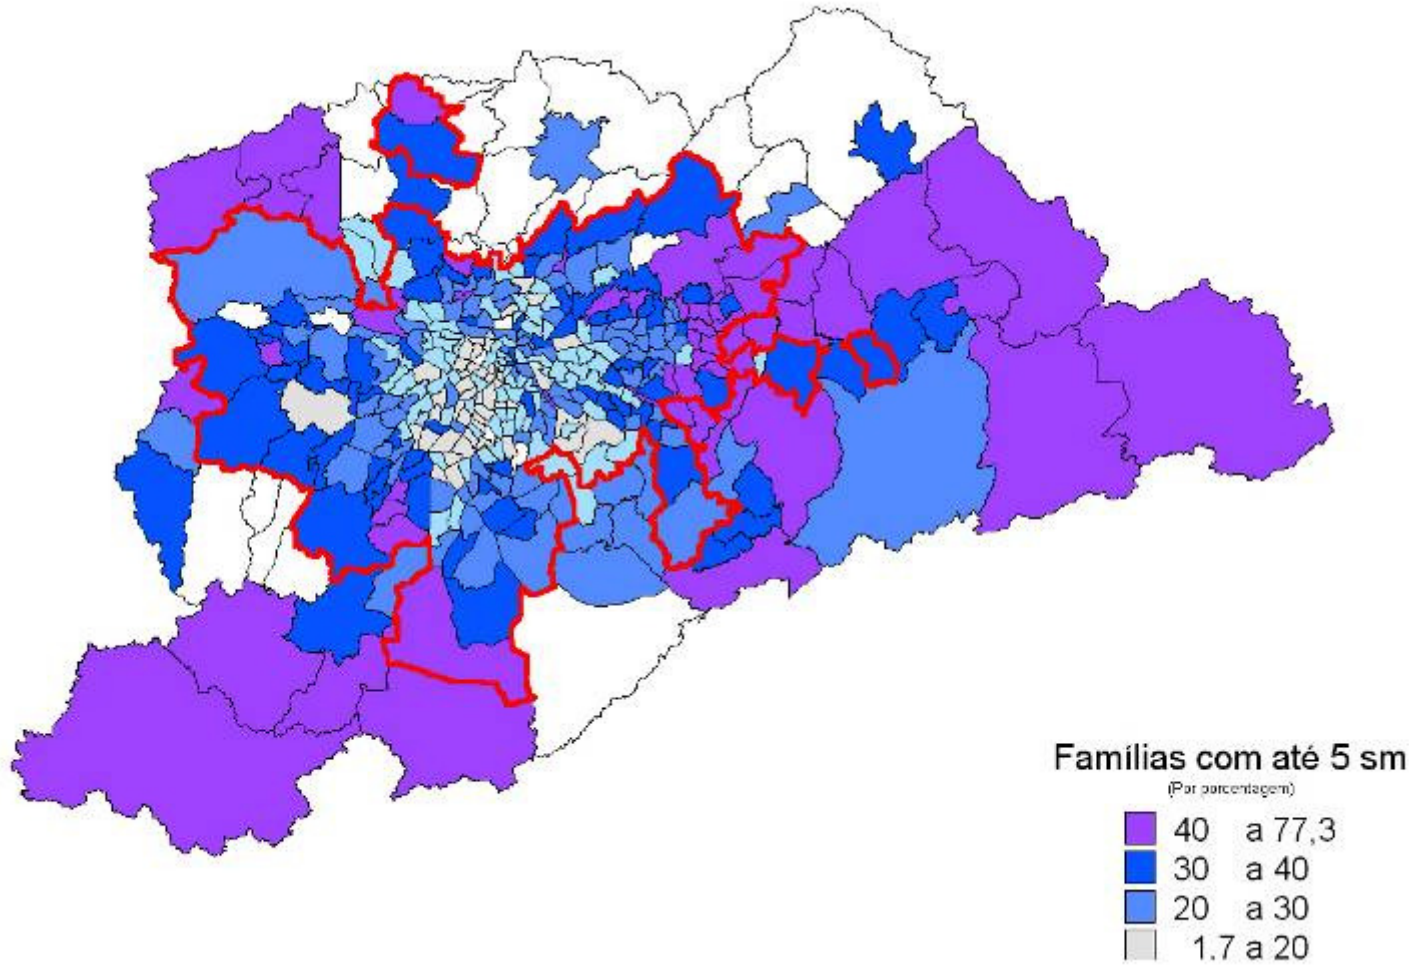 Famílias com até 5 sm
(Por porcentagem)
40 a 77,3
30 a 40
20 a 30
1.7 a 20